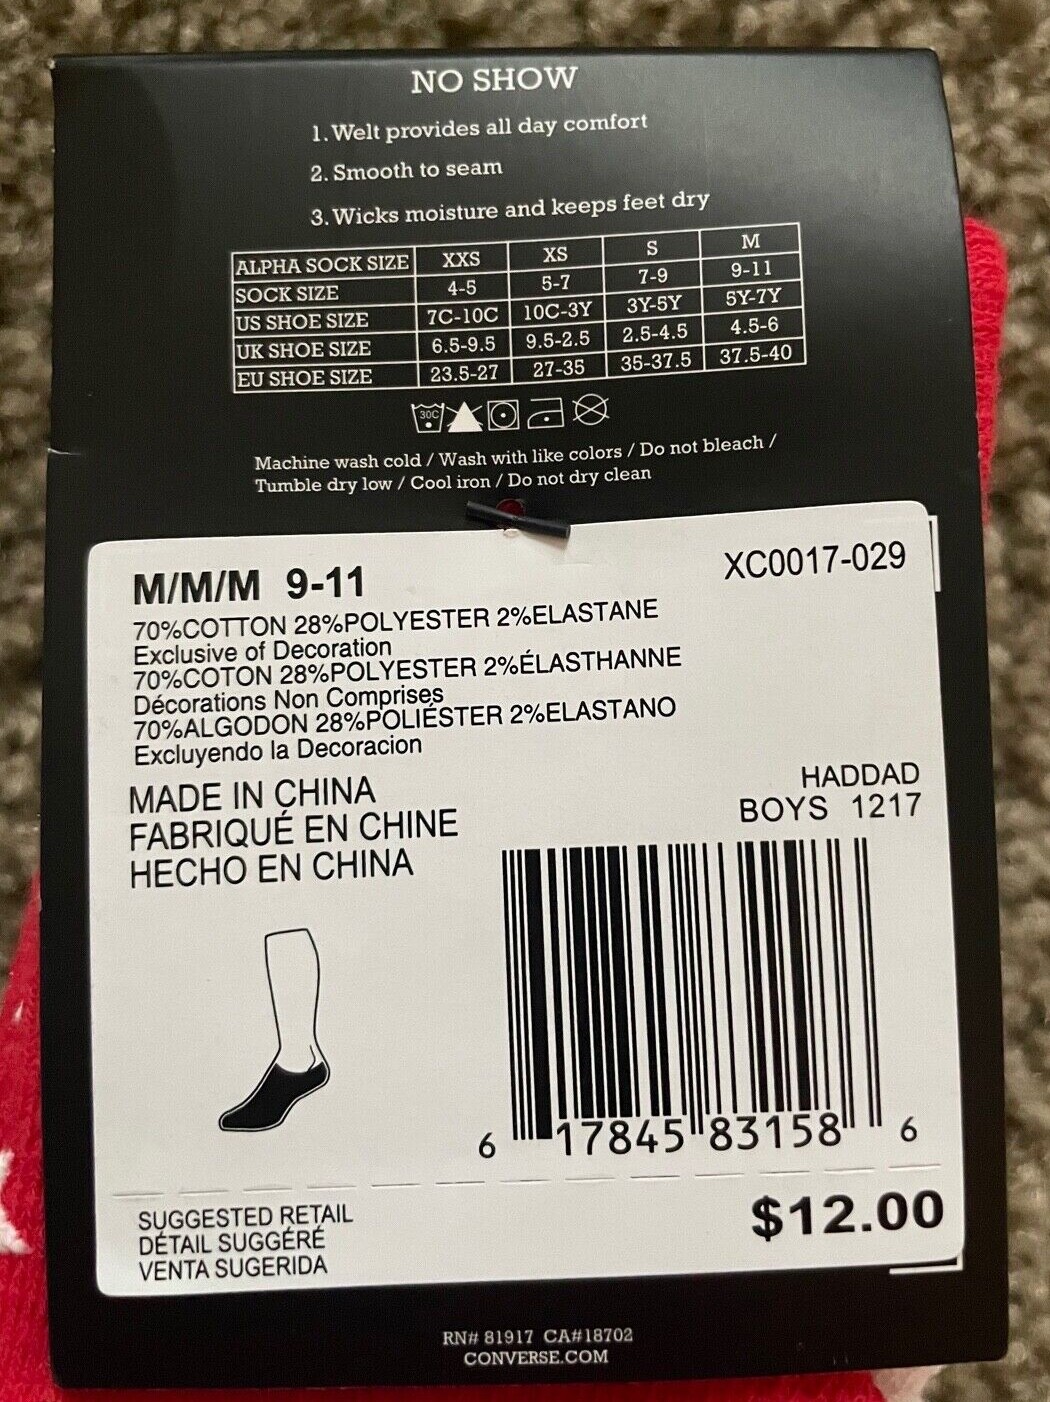 NO SHOW
1. Welt provides all day comfort
2. Smooth to seam
3. Wicks moisture and keeps feet dry
ALPHA SOCK SIZE XXS XS S M
SOCK SIZE 4-5 5-7 7-9 9-11
US SHOE SIZE 7C-10C 10C-3Y 3Y-5Y 5Y-7Y
UK SHOE SIZE 6.5-9.5 9.5-2.5 2.5-4.5 4.5-6
EU SHOE SIZE 23.5-27 27-35 35-37.5 37.5-40
30C
Machine wash cold / Wash with like colors / Do not bleach /
Tumble dry low / Cool iron / Do not dry clean
M/M/M 9-11 XC0017-029
70%COTTON 28%POLYESTER 2%ELASTANE
Exclusive of Decoration
70%COTON 28%POLYESTER 2%ÉLASTHANNE
Décorations Non Comprises
70%ALGODON 28%POLIÉSTER 2%ELASTANO
Excluyendo la Decoracion
MADE IN CHINA
FABRIQUÉ EN CHINE
HECHO EN CHINA
HADDAD
BOYS 1217
6 17845 83158 6
SUGGESTED RETAIL
DÉTAIL SUGGÉRÉ
VENTA SUGERIDA
$12.00
RN# 81917 CA#18702
CONVERSE.COM